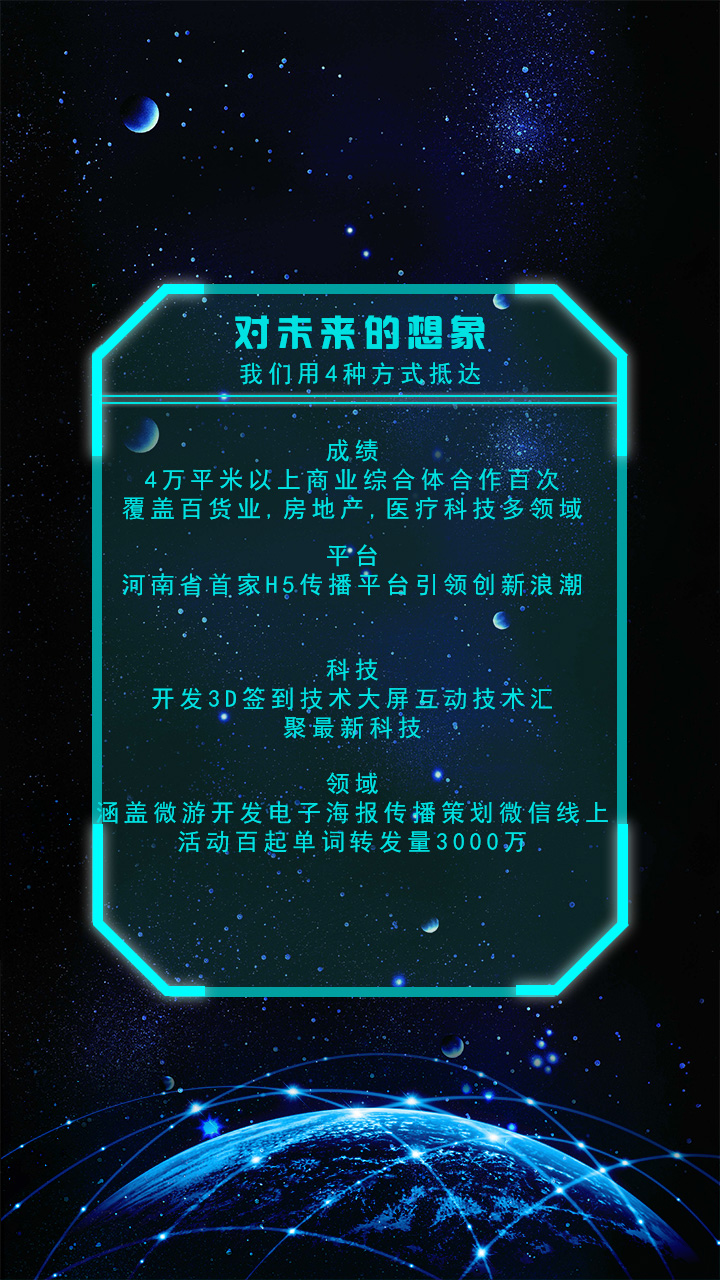 对未来的想象
我们用4种方式抵达
成绩
4万平米以上商业综合体合作百次
覆盖百货业,房地产,医疗科技多领域
平台
河南省首家H5传播平台引领创新浪潮
科技
开发3D签到技术大屏互动技术汇
聚最新科技
领域
涵盖微游开发电子海报传播策划微信线上
活动百起单词转发量3000万